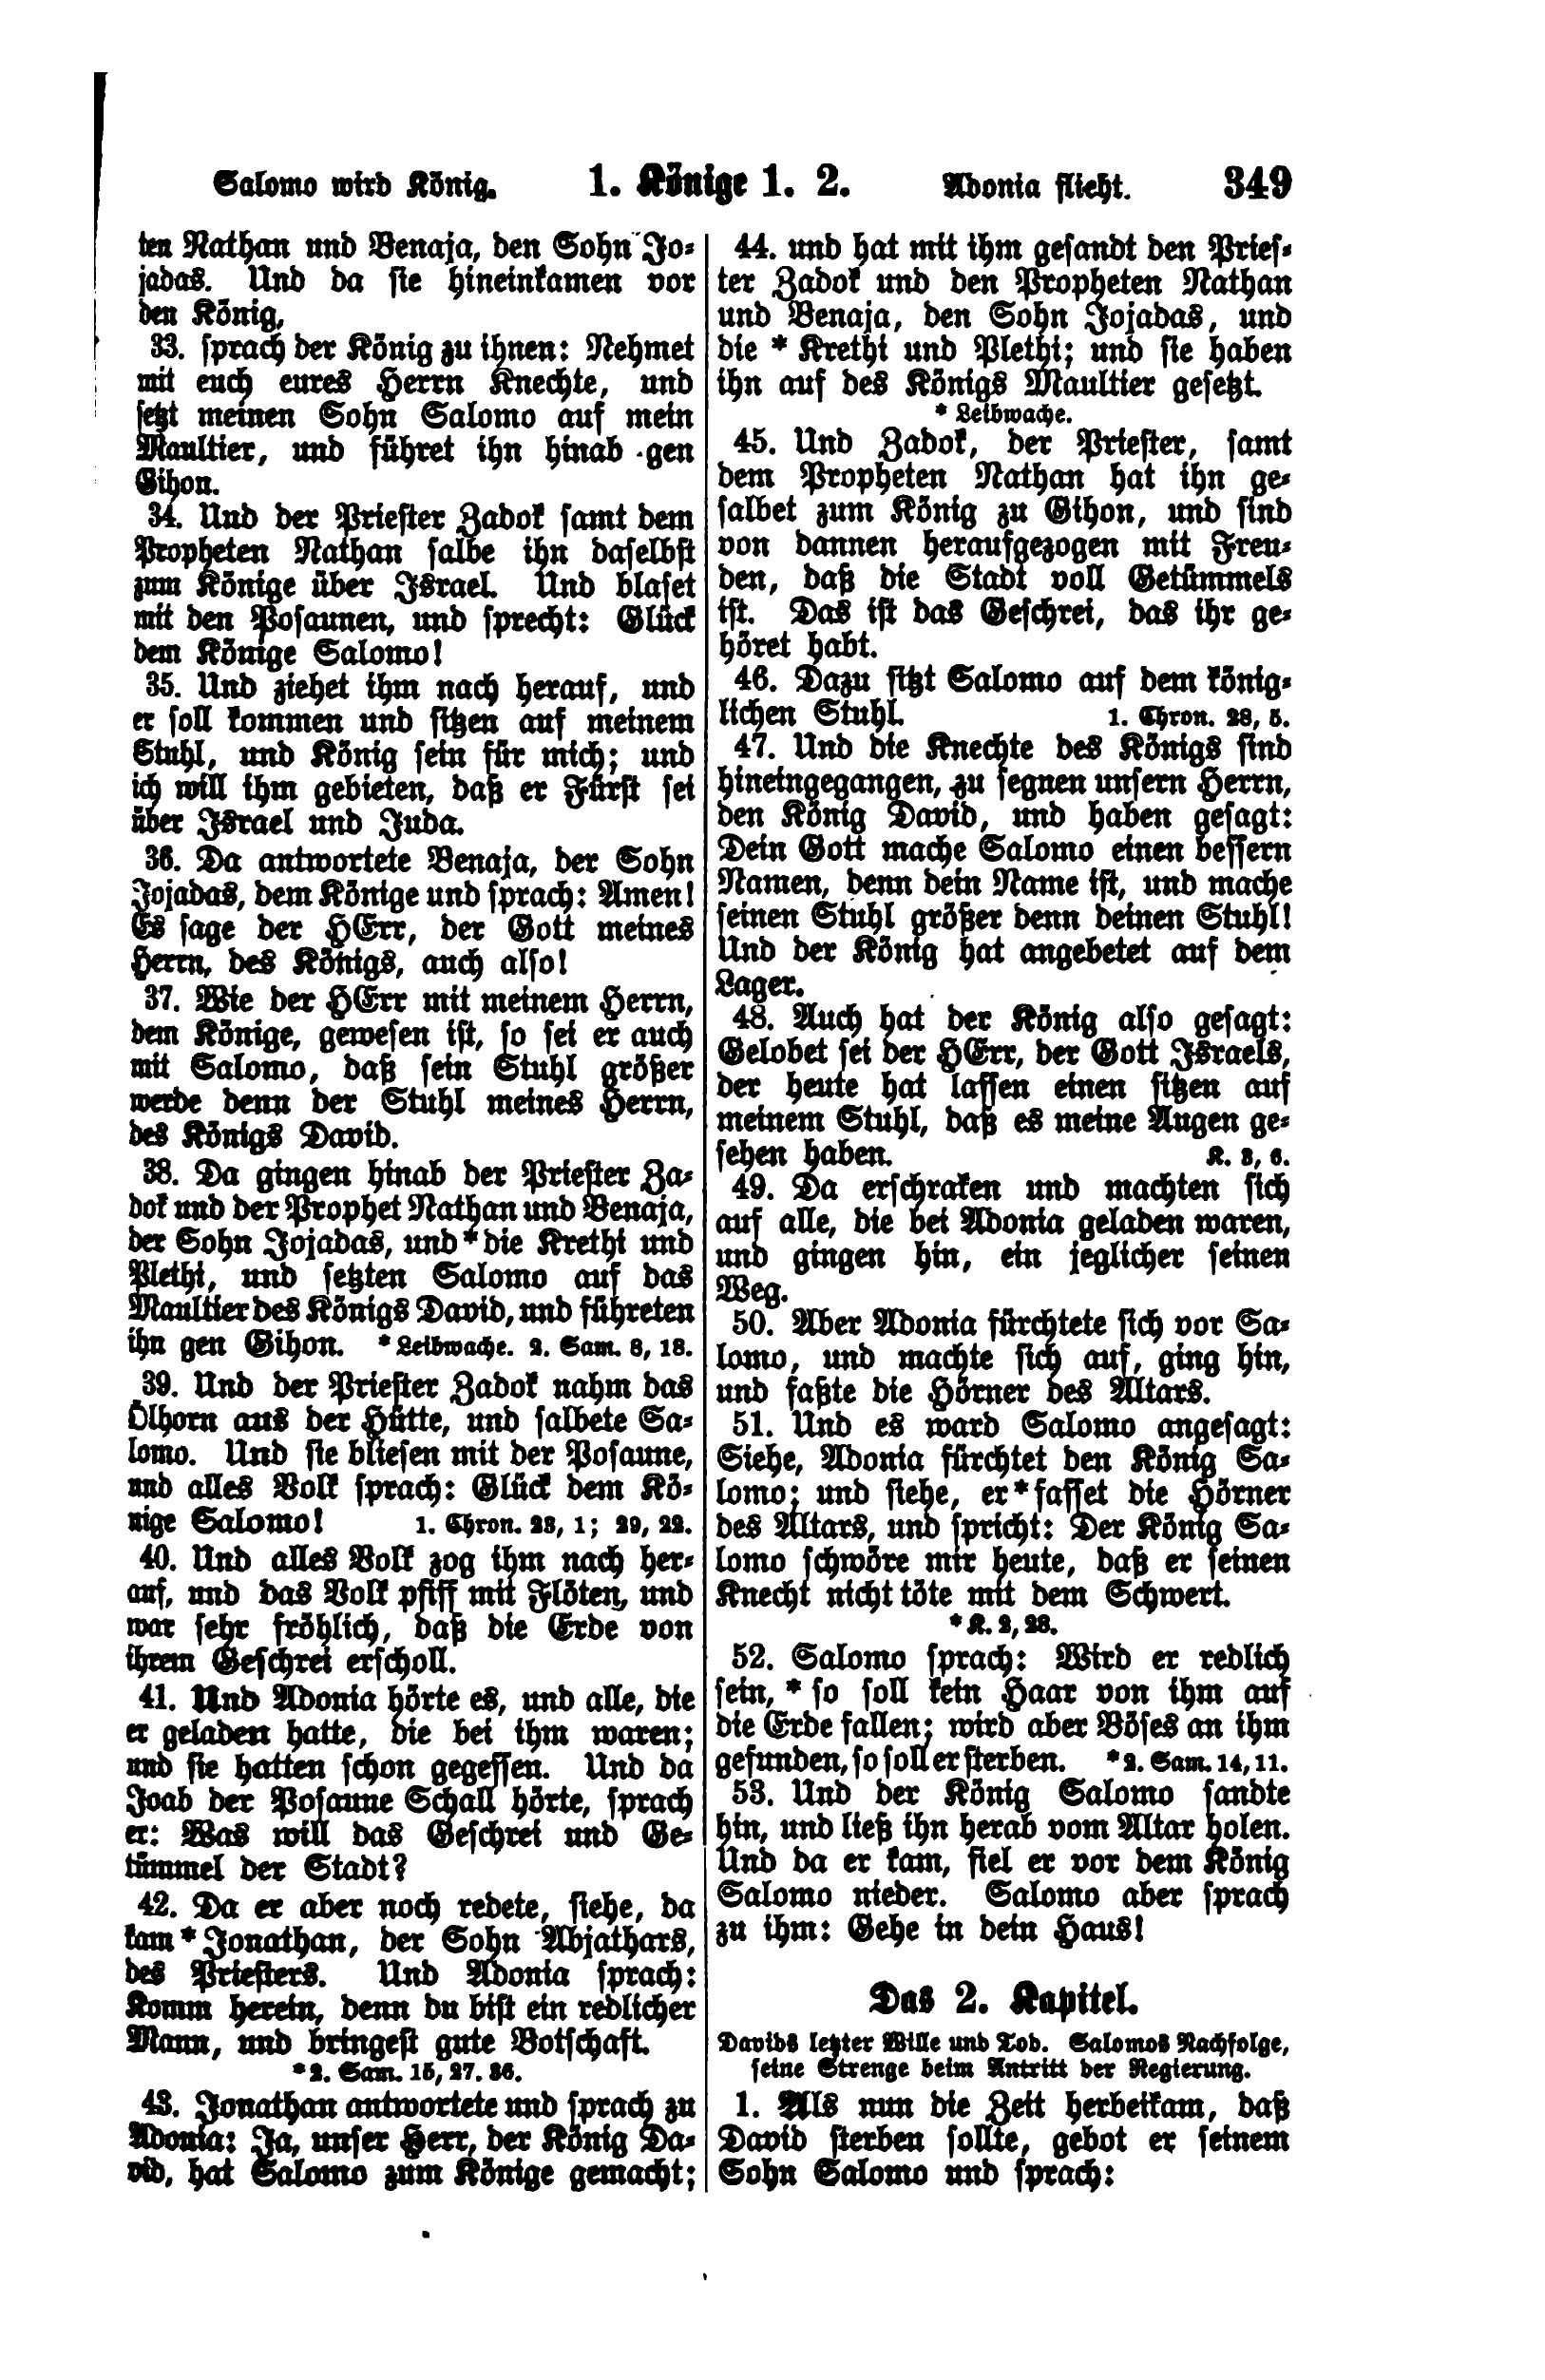 Salomo wird König. 1. Könige 1. 2. Adonia flieht. 349
ten Nathan und Benaja, den Sohn Jo-
jadas. Und da sie hineinkamen vor
den König,
33. sprach der König zu ihnen: Nehmet
mit euch eures Herrn Knechte, und
setzt meinen Sohn Salomo auf mein
Maultier, und führet ihn hinab gen
Gihon.
34. Und der Priester Zadok samt dem
Propheten Nathan salbe ihn daselbst
zum Könige über Israel. Und blaset
mit den Posaunen, und sprecht: Glück
dem Könige Salomo!
35. Und ziehet ihm nach herauf, und
er soll kommen und sitzen auf meinem
Stuhl, und König sein für mich; und
ich will ihm gebieten, daß er Fürst sei
über Israel und Juda.
36. Da antwortete Benaja, der Sohn
Jojadas, dem Könige und sprach: Amen!
Es sage der HErr, der Gott meines
Herrn, des Königs, auch also!
37. Wie der HErr mit meinem Herrn,
dem Könige, gewesen ist, so sei er auch
mit Salomo, daß sein Stuhl größer
werde denn der Stuhl meines Herrn,
des Königs David.
38. Da gingen hinab der Priester Za-
dok und der Prophet Nathan und Benaja,
der Sohn Jojadas, und * die Krethi und
Plethi, und setzten Salomo auf das
Maultier des Königs David, und führeten
ihn gen Gihon. * Leibwache. 2. Sam. 8, 18.
39. Und der Priester Zadok nahm das
Ölhorn aus der Hütte, und salbete Sa-
lomo. Und sie bliesen mit der Posaune,
und alles Volk sprach: Glück dem Kö-
nige Salomo! 1. Chron. 23, 1; 29, 22.
40. Und alles Volk zog ihm nach her-
auf, und das Volk pfiff mit Flöten, und
war sehr fröhlich, daß die Erde von
ihrem Geschrei erscholl.
41. Und Adonia hörte es, und alle, die
er geladen hatte, die bei ihm waren;
und sie hatten schon gegessen. Und da
Joab der Posaune Schall hörte, sprach
er: Was will das Geschrei und Ge-
tümmel der Stadt?
42. Da er aber noch redete, siehe, da
kam * Jonathan, der Sohn Abjathars,
des Priesters. Und Adonia sprach:
Komm herein, denn du bist ein redlicher
Mann, und bringest gute Botschaft.
* 2. Sam. 15, 27. 36.
43. Jonathan antwortete und sprach zu
Adonia: Ja, unser Herr, der König Da-
vid, hat Salomo zum Könige gemacht;
44. und hat mit ihm gesandt den Pries-
ter Zadok und den Propheten Nathan
und Benaja, den Sohn Jojadas, und
die * Krethi und Plethi; und sie haben
ihn auf des Königs Maultier gesetzt.
* Leibwache.
45. Und Zadok, der Priester, samt
dem Propheten Nathan hat ihn ge-
salbet zum König zu Gihon, und sind
von dannen heraufgezogen mit Freu-
den, daß die Stadt voll Getümmels
ist. Das ist das Geschrei, das ihr ge-
höret habt.
46. Dazu sitzt Salomo auf dem könig-
lichen Stuhl. 1. Chron. 28, 5.
47. Und die Knechte des Königs sind
hineingegangen, zu segnen unsern Herrn,
den König David, und haben gesagt:
Dein Gott mache Salomo einen bessern
Namen, denn dein Name ist, und mache
seinen Stuhl größer denn deinen Stuhl!
Und der König hat angebetet auf dem
Lager.
48. Auch hat der König also gesagt:
Gelobet sei der HErr, der Gott Israels,
der heute hat lassen einen sitzen auf
meinem Stuhl, daß es meine Augen ge-
sehen haben. K. 3, 6.
49. Da erschraken und machten sich
auf alle, die bei Adonia geladen waren,
und gingen hin, ein jeglicher seinen
Weg.
50. Aber Adonia fürchtete sich vor Sa-
lomo, und machte sich auf, ging hin,
und faßte die Hörner des Altars.
51. Und es ward Salomo angesagt:
Siehe, Adonia fürchtet den König Sa-
lomo; und siehe, er * fasset die Hörner
des Altars, und spricht: Der König Sa-
lomo schwöre mir heute, daß er seinen
Knecht nicht töte mit dem Schwert.
* K. 2, 28.
52. Salomo sprach: Wird er redlich
sein, * so soll kein Haar von ihm auf
die Erde fallen; wird aber Böses an ihm
gefunden, so soll er sterben. * 2. Sam. 14, 11.
53. Und der König Salomo sandte
hin, und ließ ihn herab vom Altar holen.
Und da er kam, fiel er vor dem König
Salomo nieder. Salomo aber sprach
zu ihm: Gehe in dein Haus!
Das 2. Kapitel.
Davids letzter Wille und Tod. Salomos Nachfolge,
seine Strenge beim Antritt der Regierung.
1. Als nun die Zeit herbeikam, daß
David sterben sollte, gebot er seinem
Sohn Salomo und sprach: